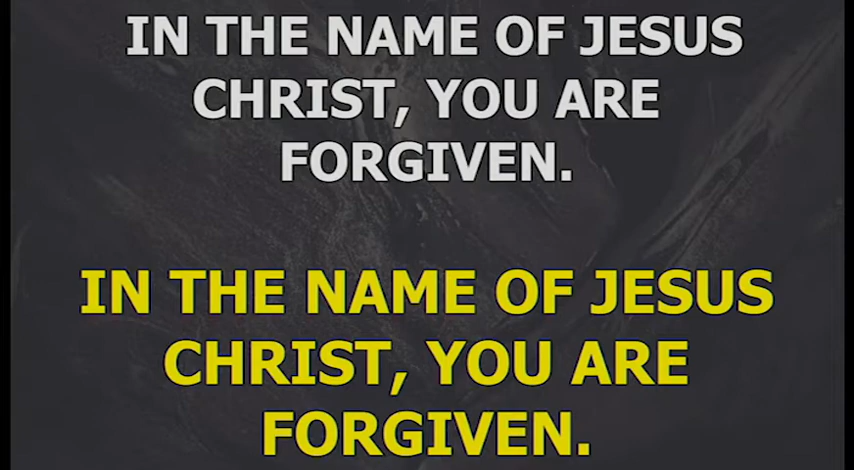 IN THE NAME OF JESUS
CHRIST, YOU ARE
FORGIVEN.
IN THE NAME OF JESUS
CHRIST, YOU ARE
FORGIVEN.